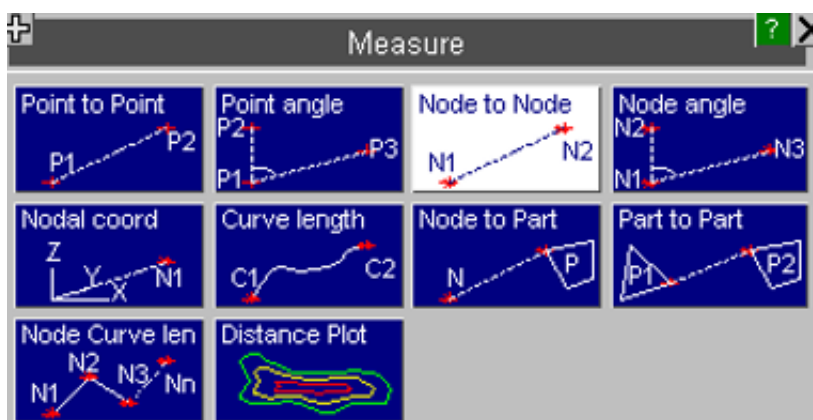 Measure ?
Point to Point
P1 P2
Point angle
P2
P1 P3
Node to Node
N1 N2
Node angle
N2
N1 N3
Nodal coord
Z
Y X N1
Curve length
C1 C2
Node to Part
N P
Part to Part
P1 P2
Node Curve len
N2
N1 N3 Nn
Distance Plot